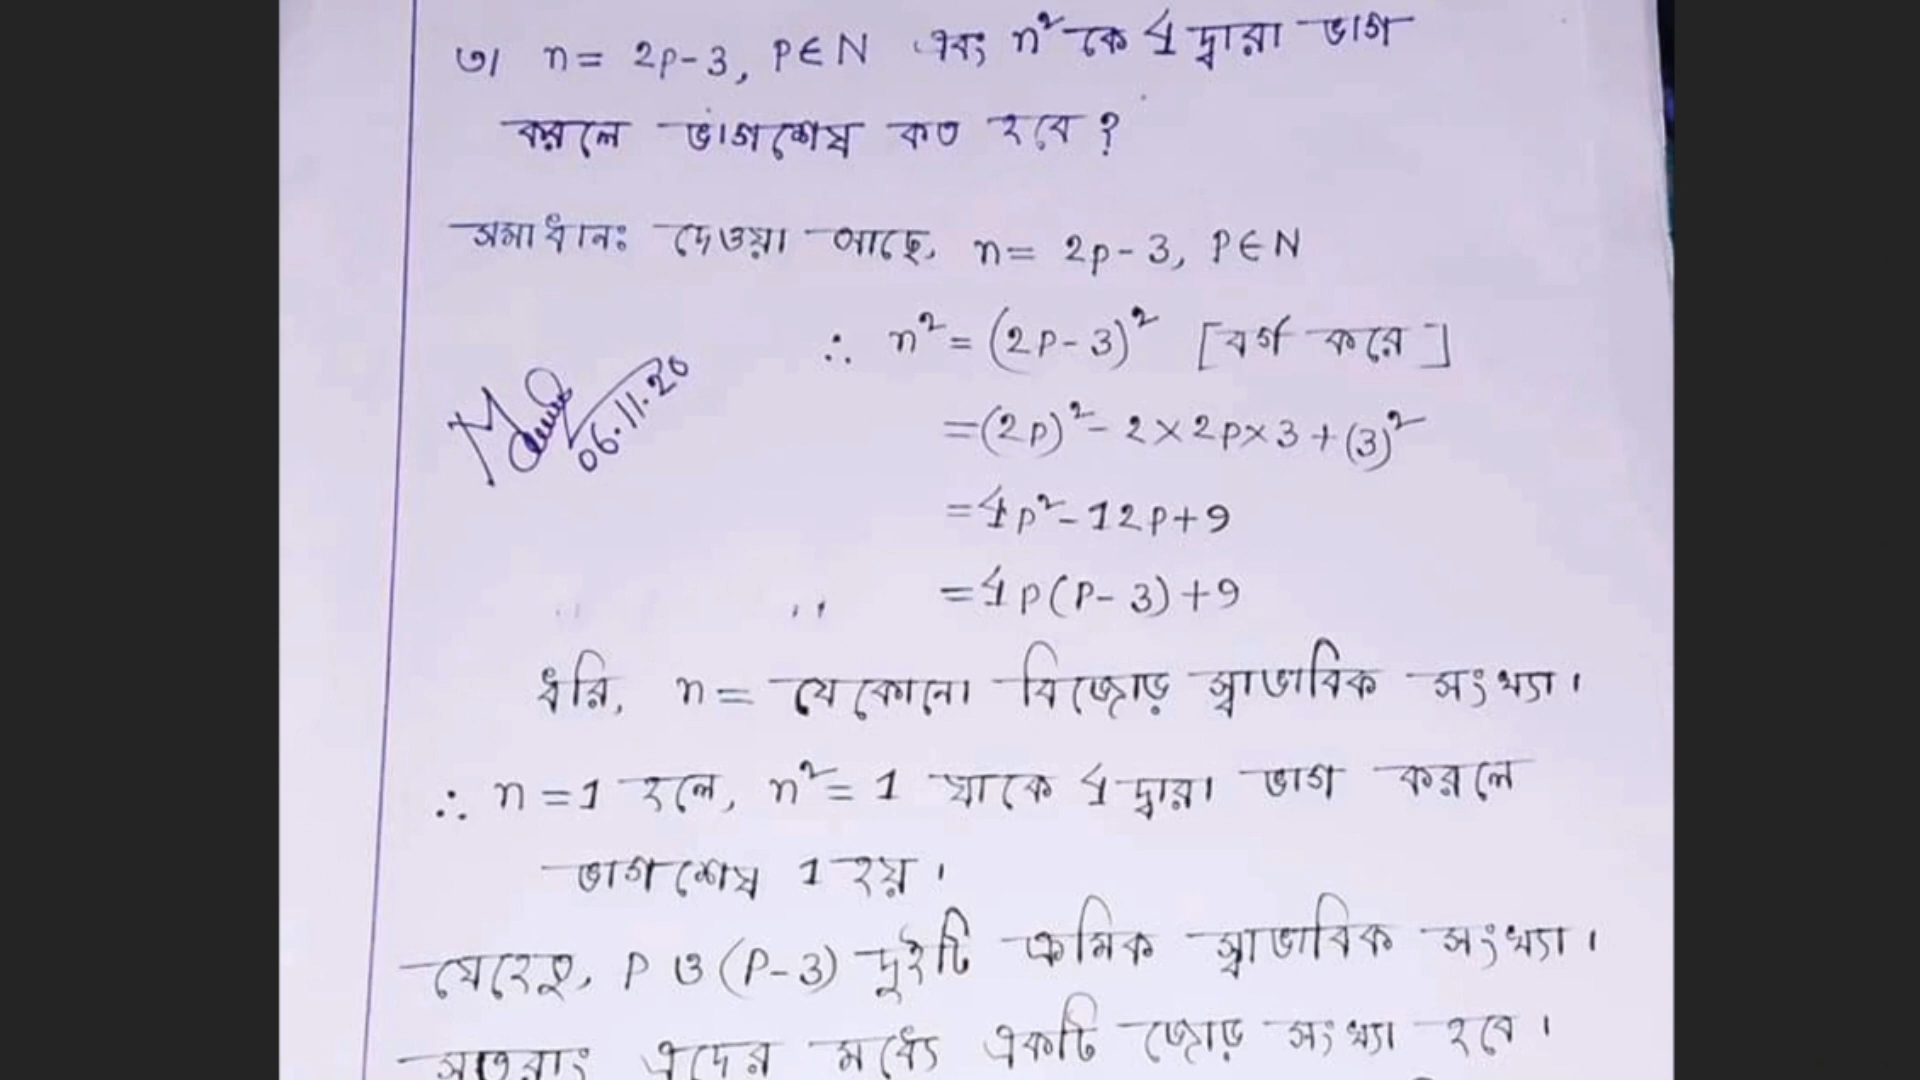 ৩। n = 2p-3, P∈N এবং n² কে 4 দ্বারা ভাগ
করলে ভাগশেষ কত হবে?
সমাধান: দেওয়া আছে, n = 2p-3, P∈N
∴ n² = (2P-3)² [বর্গ করে]
=(2p)² - 2×2p×3+(3)²
06.11.20
=4p²-12P+9
=4P(P-3)+9
ধরি, n = যেকোনো বিজোড় স্বাভাবিক সংখ্যা।
∴ n=1 হলে, n²=1 যাকে 4 দ্বারা ভাগ করলে
ভাগশেষ 1 হয়।
যেহেতু, P ও (P-3) দুইটি ক্রমিক স্বাভাবিক সংখ্যা।
সুতরাং এদের মধ্যে একটি জোড় সংখ্যা হবে।